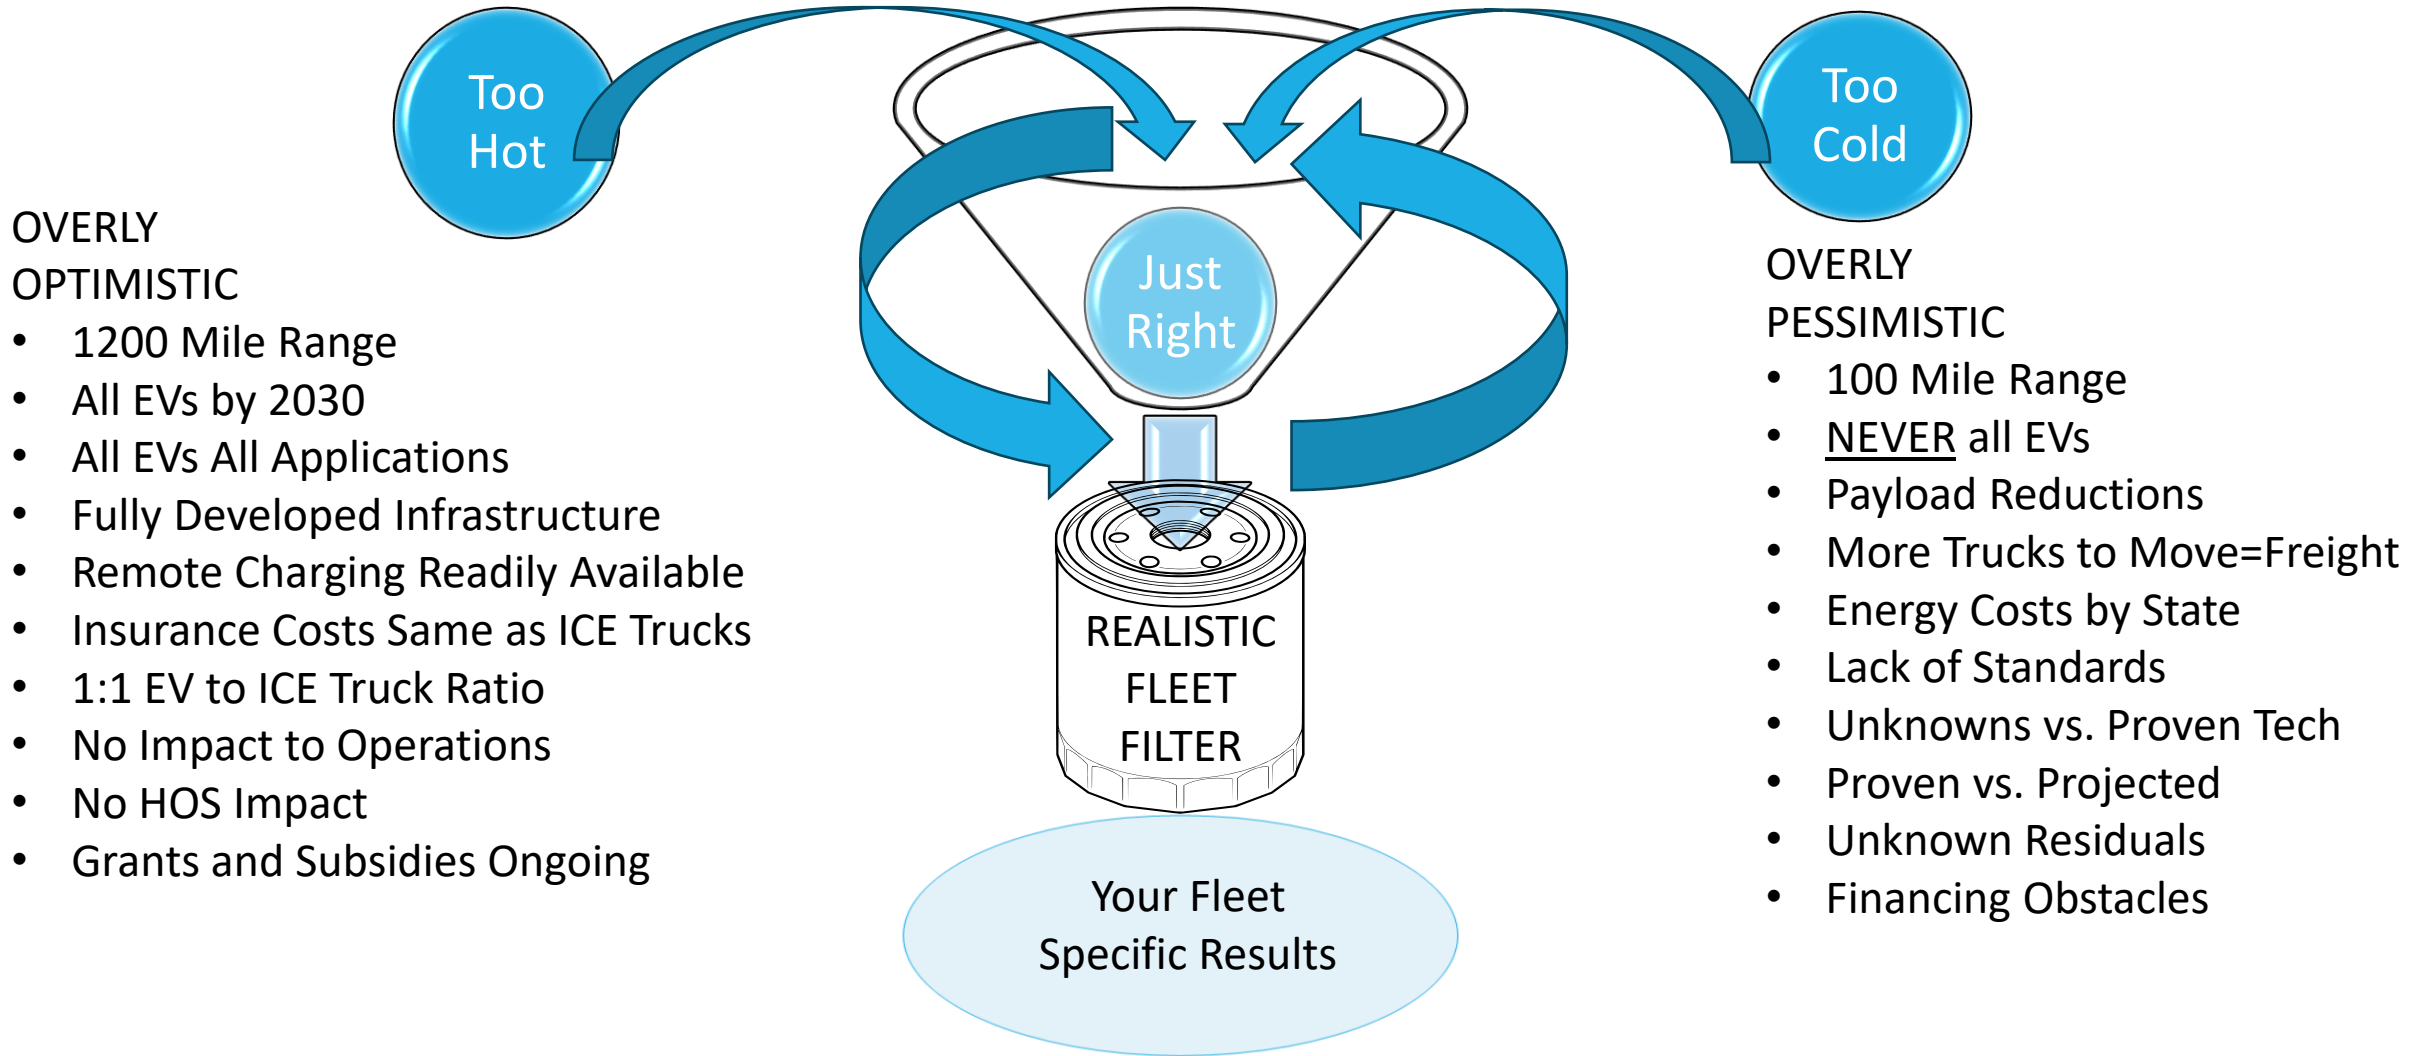 Too
Hot
OVERLY
OPTIMISTIC
• 1200 Mile Range
• All EVs by 2030
• All EVs All Applications
• Fully Developed Infrastructure
• Remote Charging Readily Available
• Insurance Costs Same as ICE Trucks
• 1:1 EV to ICE Truck Ratio
• No Impact to Operations
• No HOS Impact
• Grants and Subsidies Ongoing
Just
Right
REALISTIC
FLEET
FILTER
Your Fleet
Specific Results
Too
Cold
OVERLY
PESSIMISTIC
• 100 Mile Range
• NEVER all EVs
• Payload Reductions
• More Trucks to Move=Freight
• Energy Costs by State
• Lack of Standards
• Unknowns vs. Proven Tech
• Proven vs. Projected
• Unknown Residuals
• Financing Obstacles